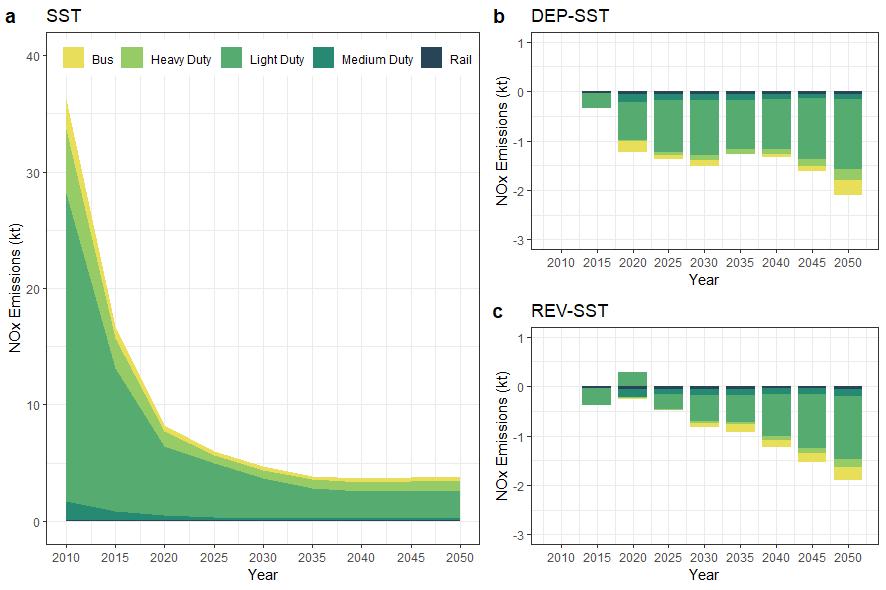 a SST
Bus Heavy Duty Light Duty Medium Duty Rail
40
30
20
10
0
NOx Emissions (kt)
2010 2015 2020 2025 2030 2035 2040 2045 2050
Year
b DEP-SST
1
0
-1
-2
-3
NOx Emissions (kt)
2010 2015 2020 2025 2030 2035 2040 2045 2050
Year
c REV-SST
1
0
-1
-2
-3
NOx Emissions (kt)
2010 2015 2020 2025 2030 2035 2040 2045 2050
Year